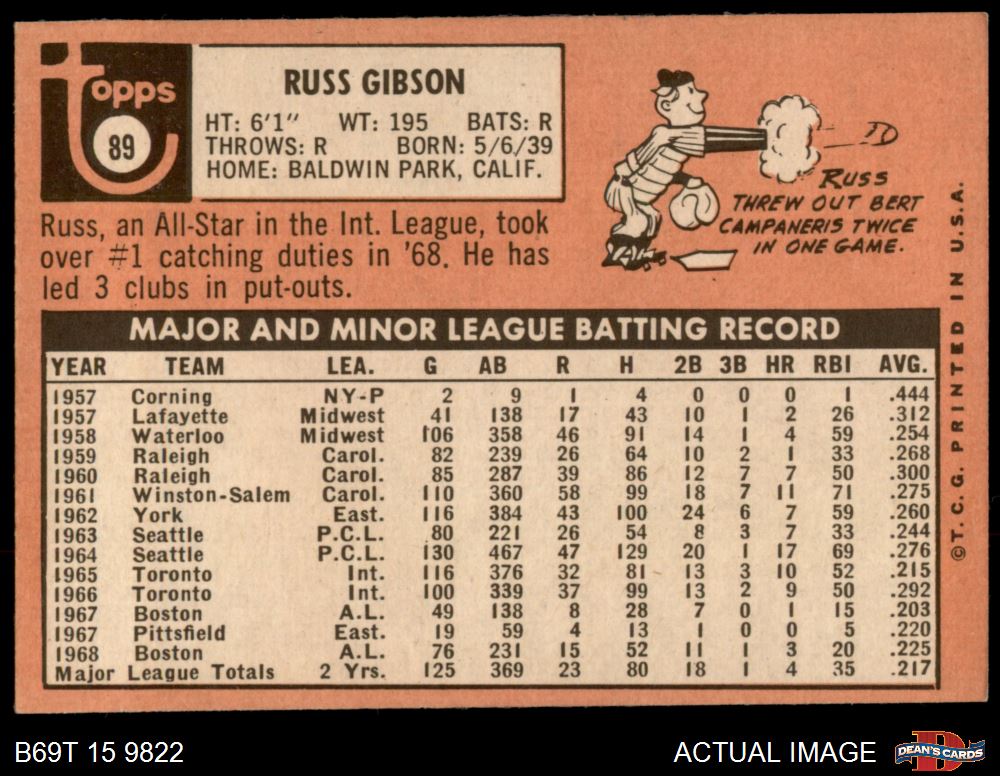 topps
89
RUSS GIBSON
HT: 6'1" WT: 195 BATS: R
THROWS: R BORN: 5/6/39
HOME: BALDWIN PARK, CALIF.
Russ, an All-Star in the Int. League, took
over #1 catching duties in '68. He has
led 3 clubs in put-outs.
RUSS
THREW OUT BERT
CAMPANERIS TWICE
IN ONE GAME.
MAJOR AND MINOR LEAGUE BATTING RECORD
YEAR TEAM LEA. G AB R H 2B 3B HR RBI AVG.
1957 Corning NY-P 2 9 1 4 0 0 0 1 .444
1957 Lafayette Midwest 41 138 17 43 10 1 2 26 .312
1958 Waterloo Midwest 106 358 46 91 14 1 4 59 .254
1959 Raleigh Carol. 82 239 26 64 10 2 1 33 .268
1960 Raleigh Carol. 85 287 39 86 12 7 7 50 .300
1961 Winston-Salem Carol. 110 360 58 99 18 7 11 71 .275
1962 York East. 116 384 43 100 24 6 7 59 .260
1963 Seattle P.C.L. 80 221 26 54 8 3 7 33 .244
1964 Seattle P.C.L. 130 467 47 129 20 1 17 69 .276
1965 Toronto Int. 116 376 32 81 13 3 10 52 .215
1966 Toronto Int. 100 339 37 99 13 2 9 50 .292
1967 Boston A.L. 49 138 8 28 7 0 1 15 .203
1967 Pittsfield East. 19 59 4 13 1 0 0 5 .220
1968 Boston A.L. 76 231 15 52 11 1 3 20 .225
Major League Totals 2 Yrs. 125 369 23 80 18 1 4 35 .217
©T.C.G. PRINTED IN U.S.A.
B69T 15 9822
ACTUAL IMAGE
D
DEAN'S CARDS